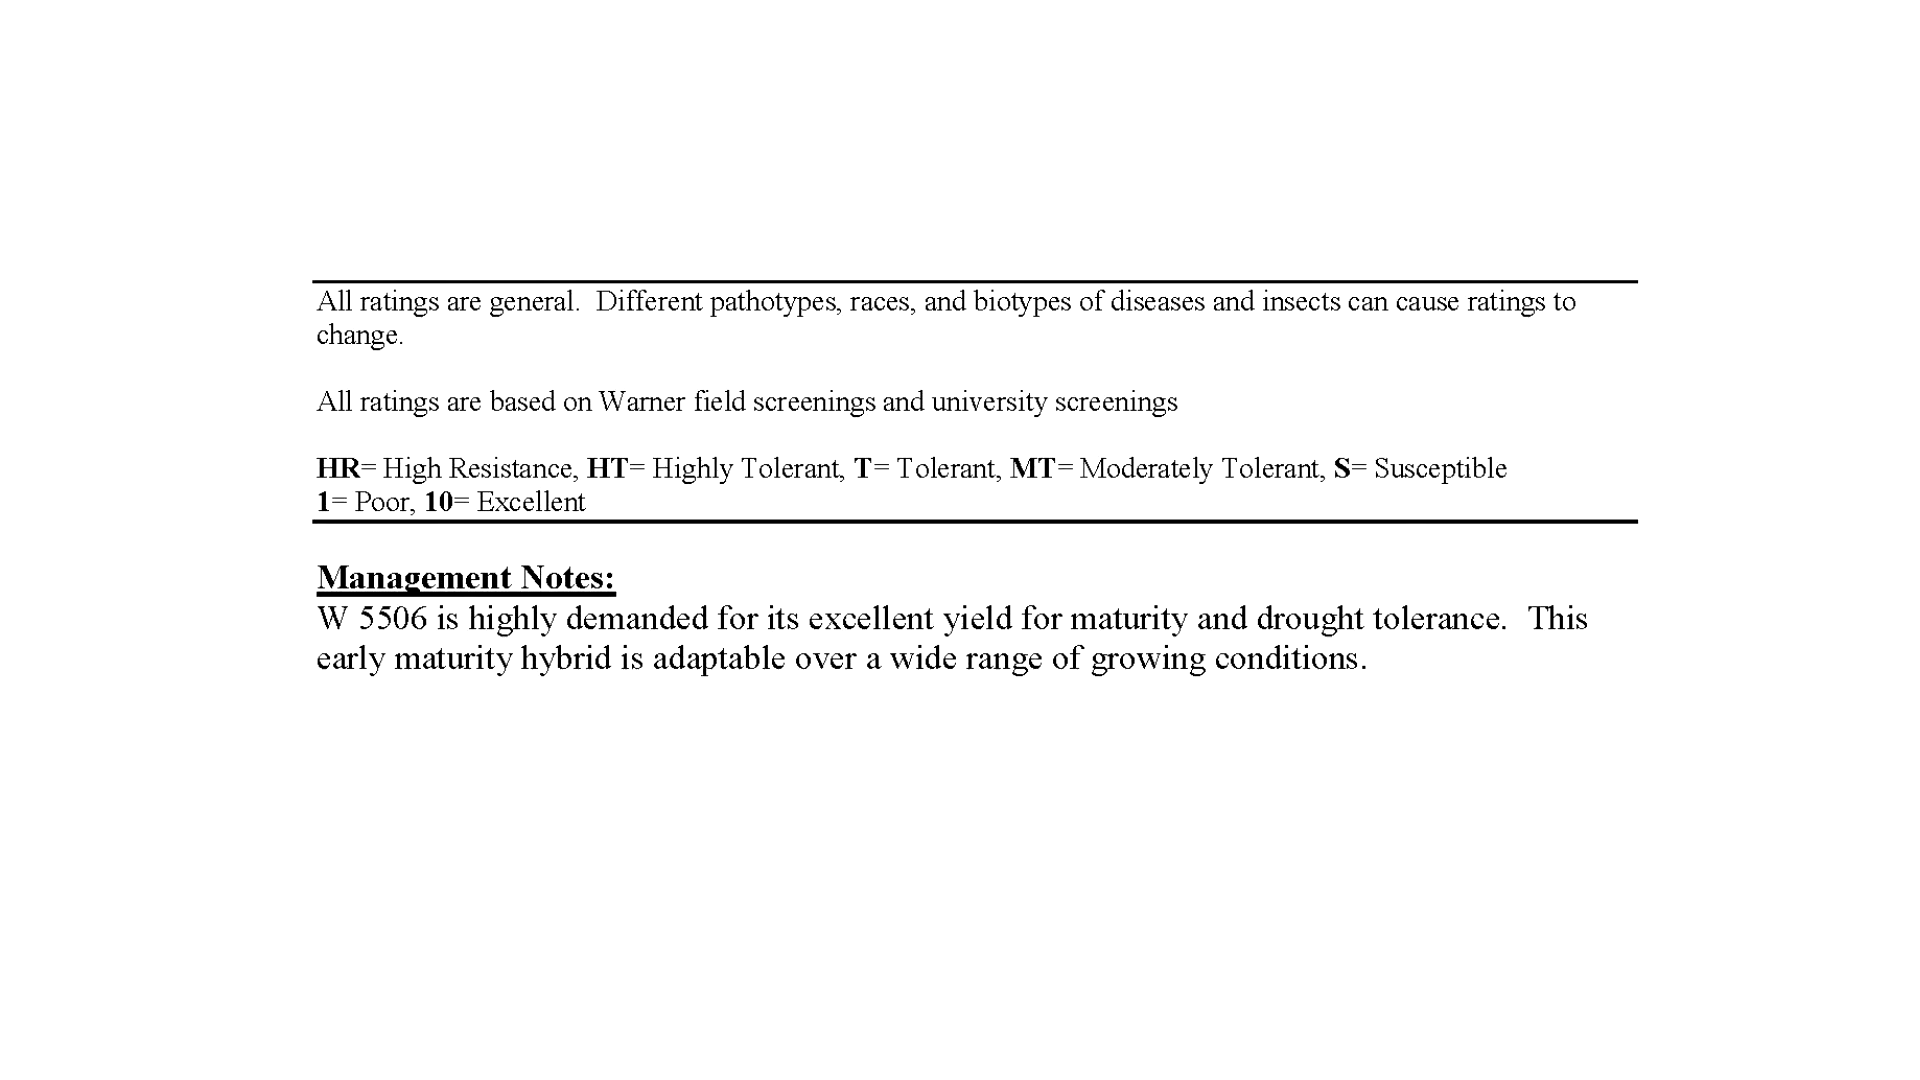 All ratings are general.  Different pathotypes, races, and biotypes of diseases and insects can cause ratings to
change.
All ratings are based on Warner field screenings and university screenings
HR= High Resistance, HT= Highly Tolerant, T= Tolerant, MT= Moderately Tolerant, S= Susceptible
1= Poor, 10= Excellent
Management Notes:
W 5506 is highly demanded for its excellent yield for maturity and drought tolerance.  This
early maturity hybrid is adaptable over a wide range of growing conditions.